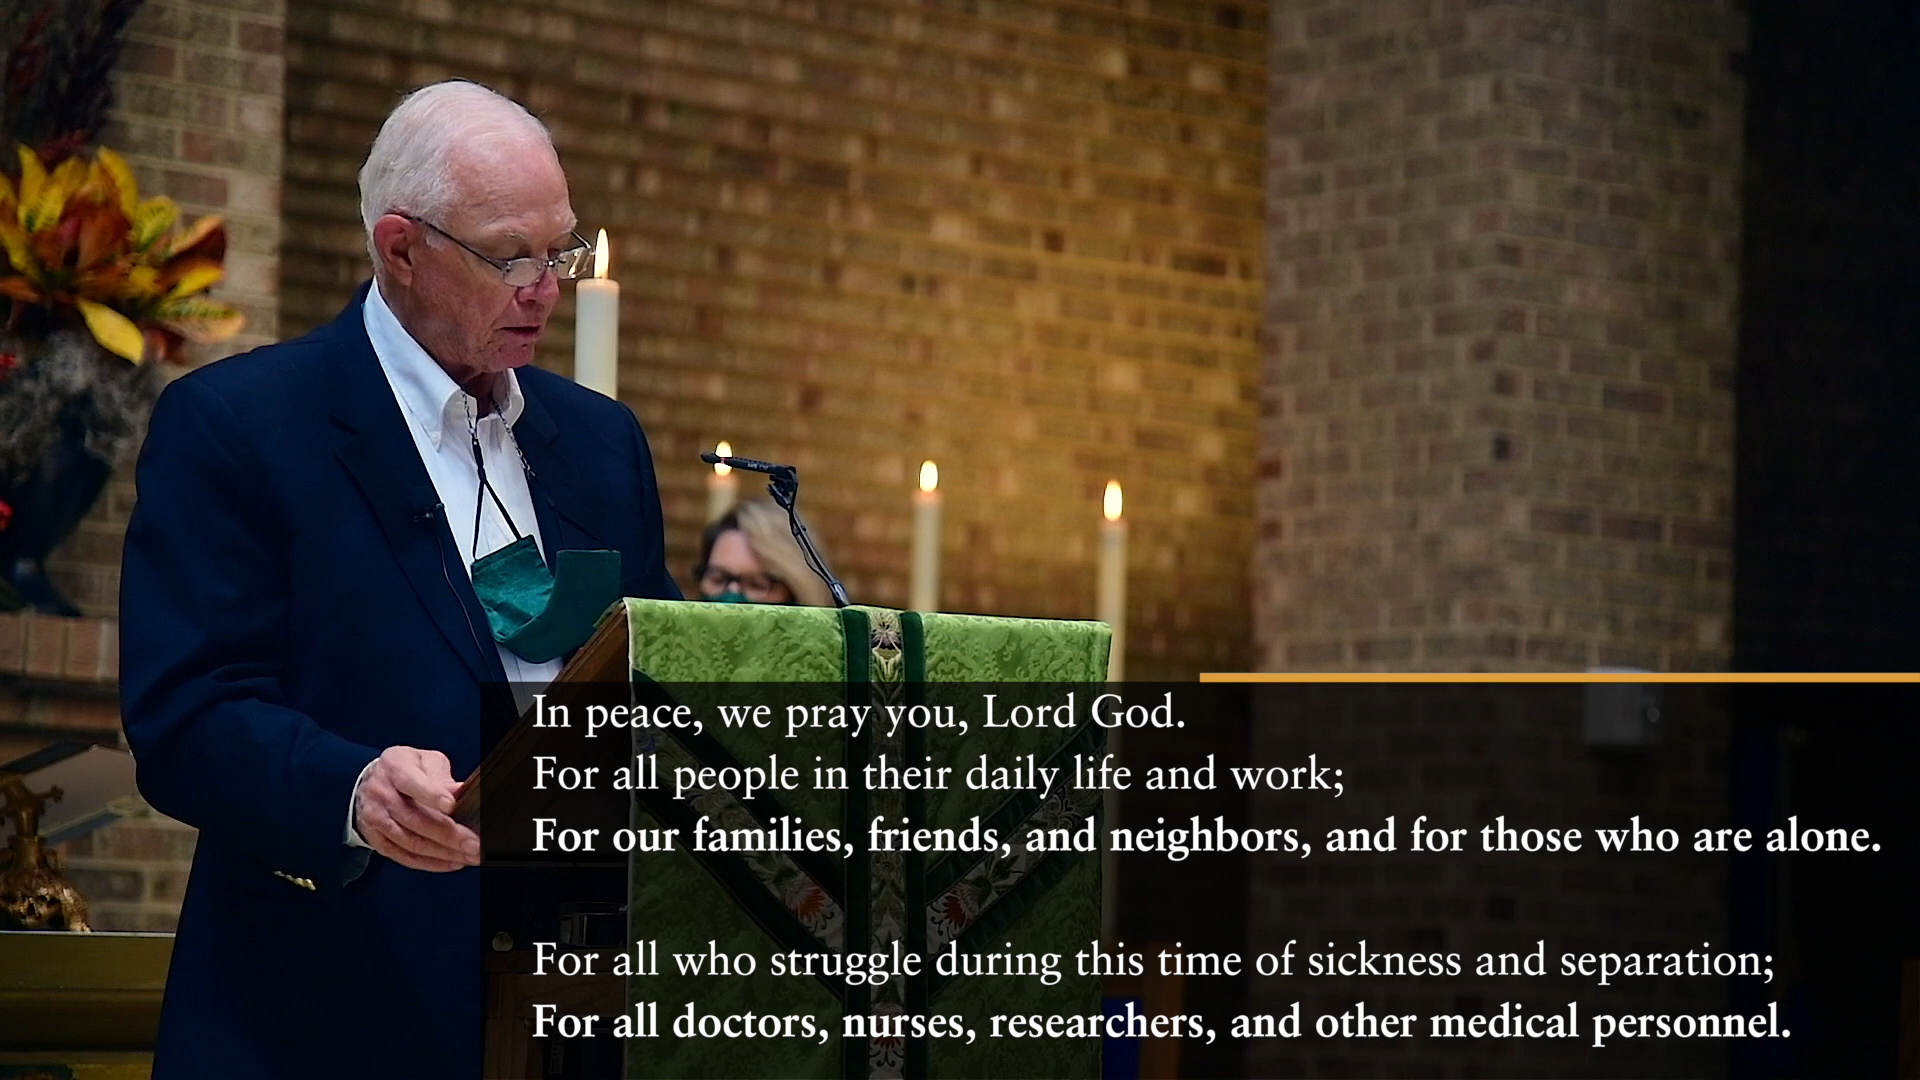 In peace, we pray you, Lord God.
For all people in their daily life and work;
For our families, friends, and neighbors, and for those who are alone.
For all who struggle during this time of sickness and separation;
For all doctors, nurses, researchers, and other medical personnel.